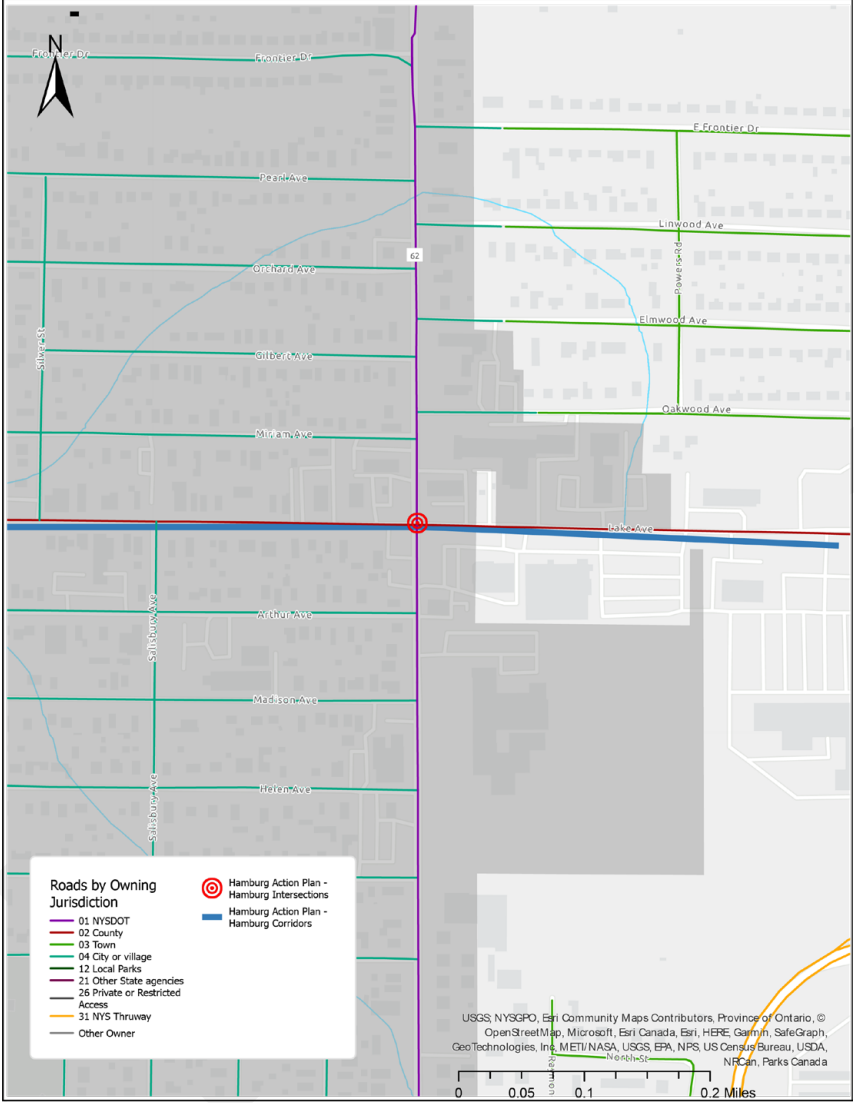 N
Frontier Dr
Frontier Dr
E Frontier Dr
Pearl Ave
Linwood Ave
62
Orchard Ave
Powers Rd
Elmwood Ave
Silver St
Gilbert Ave
Oakwood Ave
Miriam Ave
Lake Ave
Arthur Ave
Salisbury Ave
Madison Ave
Helen Ave
Salisbury Ave
Roads by Owning
Jurisdiction
01 NYSDOT
02 County
03 Town
04 City or village
12 Local Parks
21 Other State agencies
26 Private or Restricted
Access
31 NYS Thruway
Other Owner
Hamburg Action Plan -
Hamburg Intersections
Hamburg Action Plan -
Hamburg Corridors
USGS; NYSGPO, Esri Community Maps Contributors, Province of Ontario, ©
OpenStreetMap, Microsoft, Esri Canada, Esri, HERE, Garmin, SafeGraph,
GeoTechnologies, Inc, METI/NASA, USGS, EPA, NPS, US Census Bureau, USDA,
NRCan, Parks Canada
North St
0 0.05 0.1 0.2 Miles